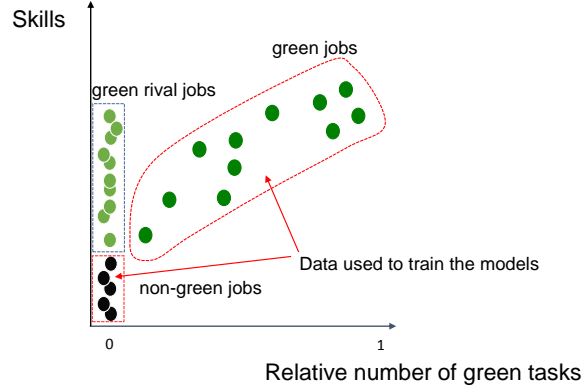 Skills
green jobs
green rival jobs
Data used to train the models
non-green jobs
0
1
Relative number of green tasks